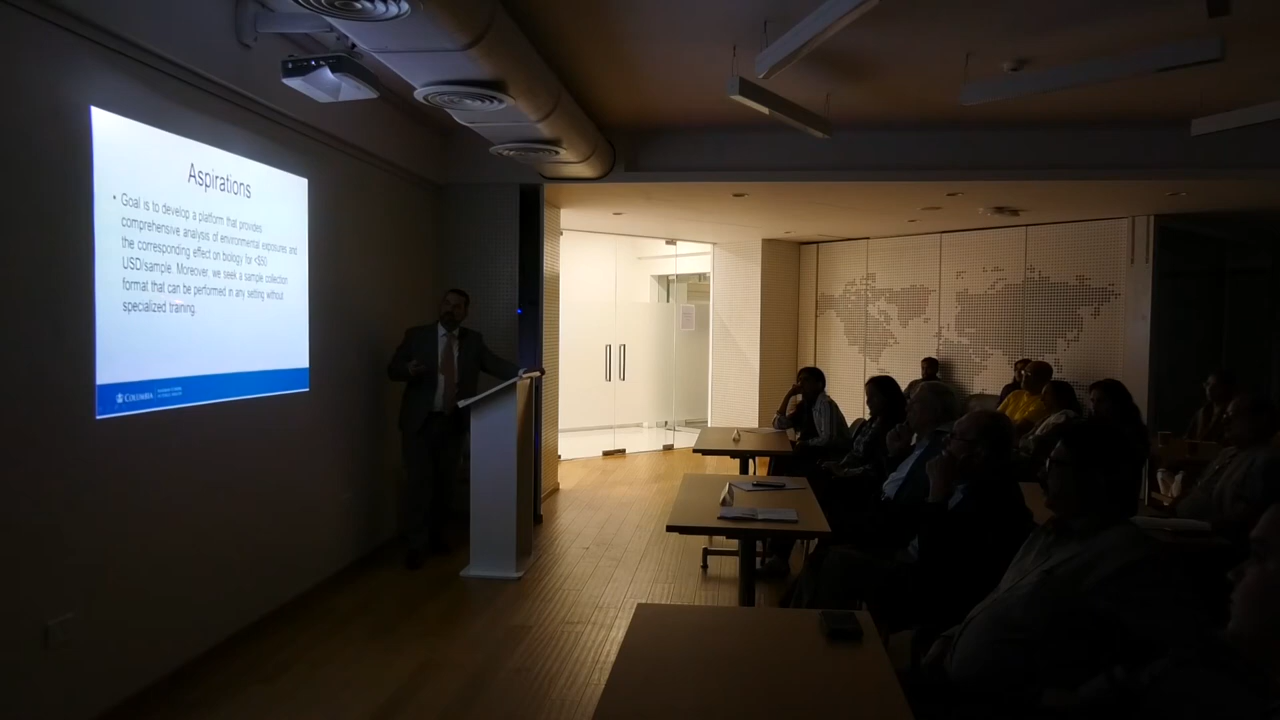 Aspirations
• Goal is to develop a platform that provides
comprehensive analysis of environmental exposures and
the corresponding effect on biology for <$50
USD/sample. Moreover, we seek a sample collection
format that can be performed in any setting without
specialized training.
COLUMBIA